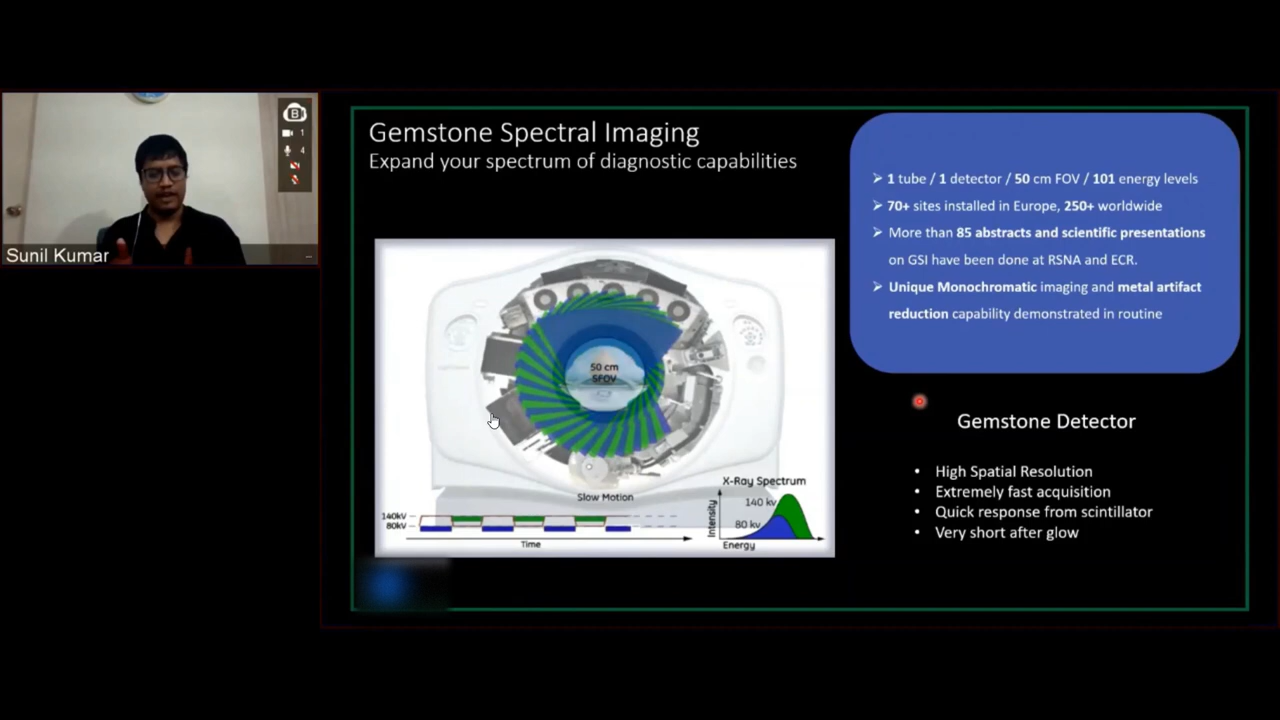 B
1
4
Sunil Kumar
Gemstone Spectral Imaging
Expand your spectrum of diagnostic capabilities
➤ 1 tube / 1 detector / 50 cm FOV / 101 energy levels
➤ 70+ sites installed in Europe, 250+ worldwide
➤ More than 85 abstracts and scientific presentations
on GSI have been done at RSNA and ECR.
➤ Unique Monochromatic imaging and metal artifact
reduction capability demonstrated in routine
50 cm
SFOV
Slow Motion
140kv
80kv
Time
X-Ray Spectrum
Intensity
140 kv
80 kv
Energy
Gemstone Detector
• High Spatial Resolution
• Extremely fast acquisition
• Quick response from scintillator
• Very short after glow